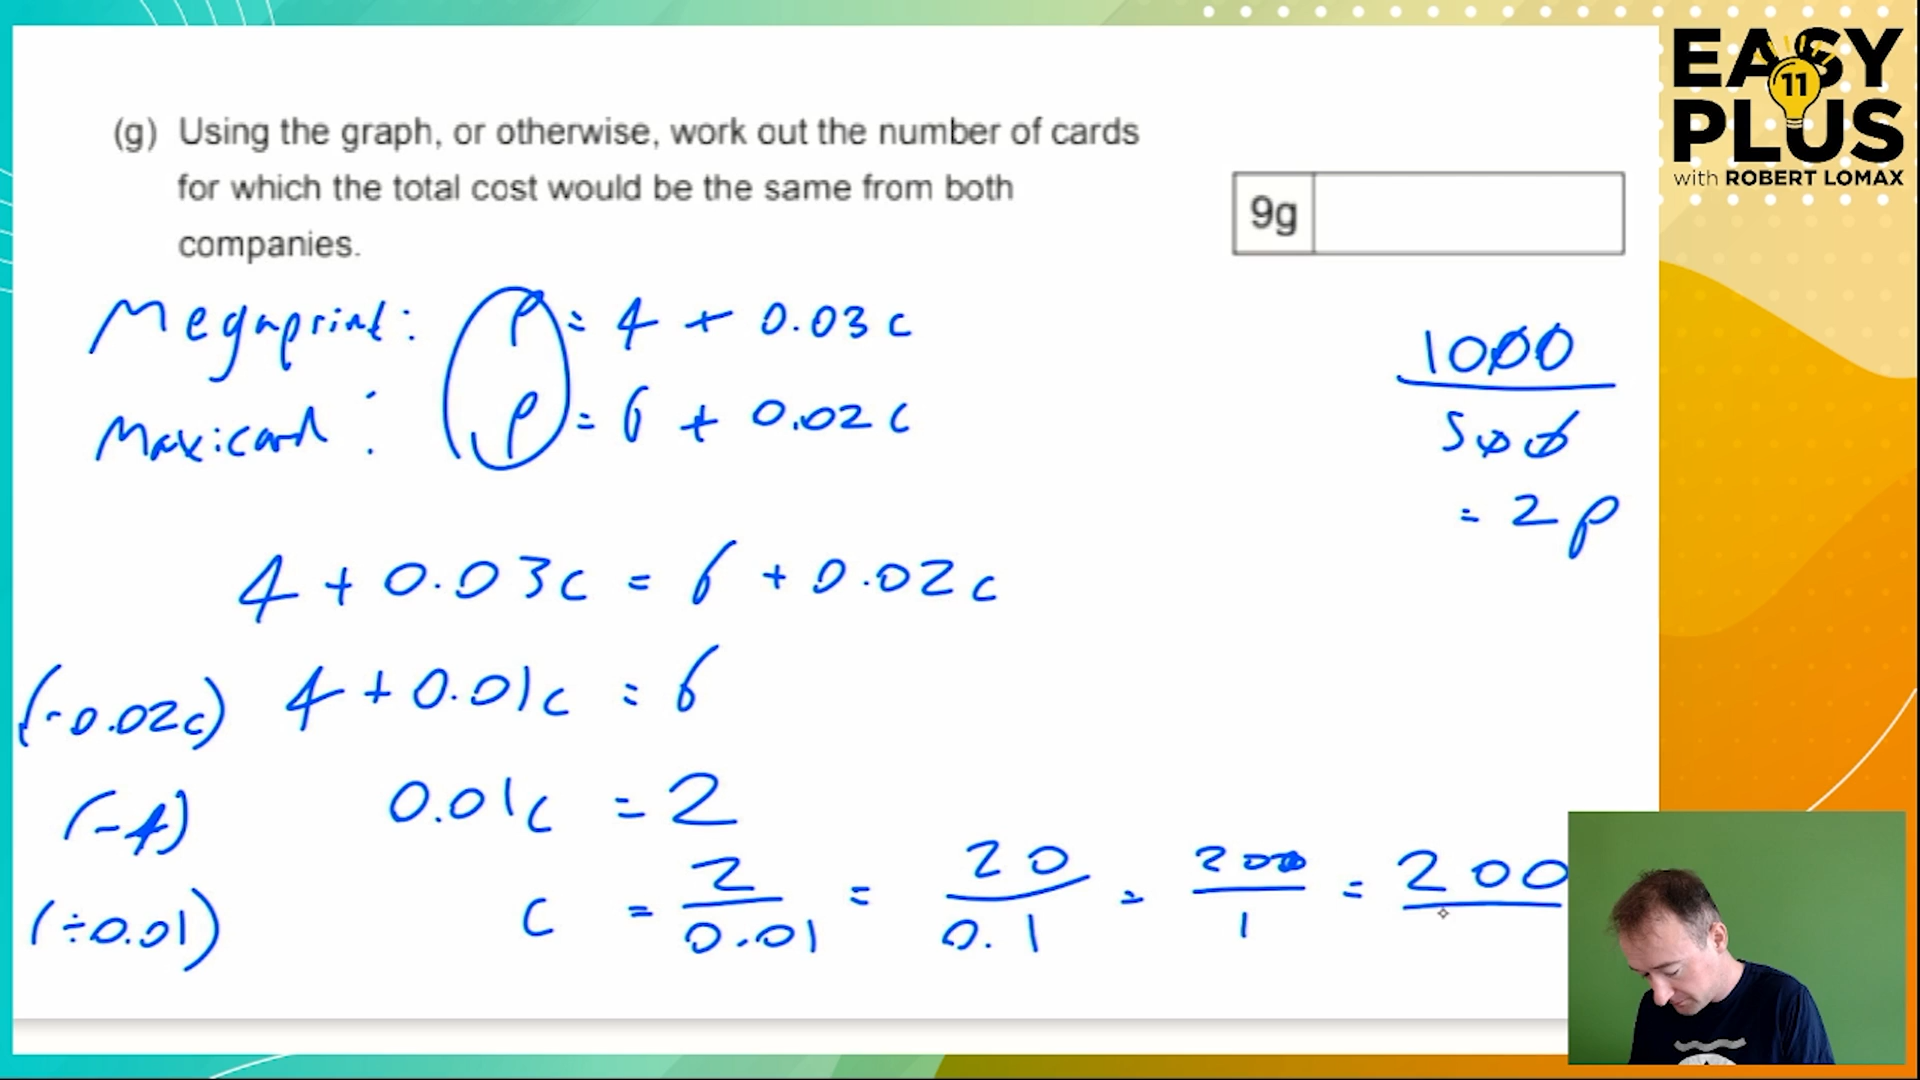 EASY
11
PLUS
with ROBERT LOMAX
(g) Using the graph, or otherwise, work out the number of cards
for which the total cost would be the same from both
companies.
9g
Megaprint: p = 4 + 0.03c
Maxicard: p = 6 + 0.02c
1000
500
= 2p
4 + 0.03c = 6 + 0.02c
(-0.02c) 4 + 0.01c = 6
(-4) 0.01c = 2
(÷0.01) c = 2/0.01 = 20/0.1 = 200/1 = 200